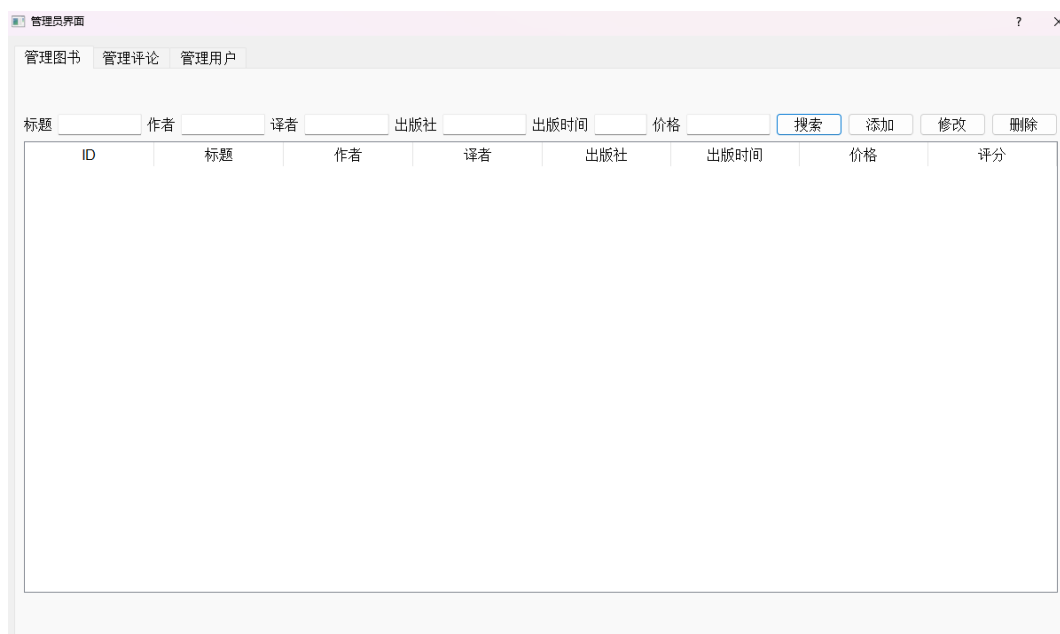 管理员界面 ?
管理图书 管理评论 管理用户
标题 作者 译者 出版社 出版时间 价格 搜索 添加 修改 删除
ID 标题 作者 译者 出版社 出版时间 价格 评分